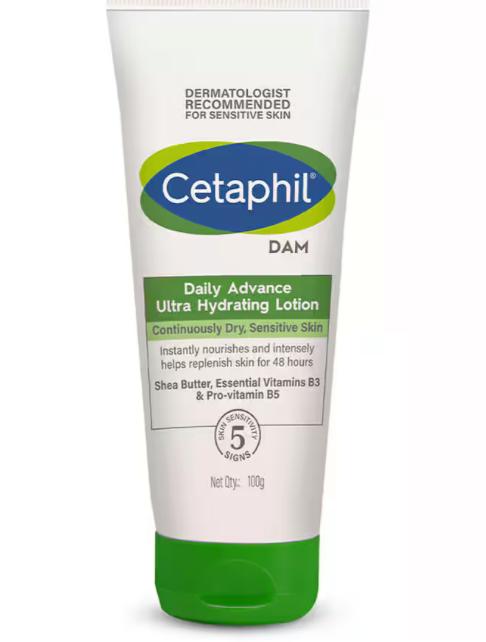 DERMATOLOGIST
RECOMMENDED
FOR SENSITIVE SKIN
Cetaphil®
DAM
Daily Advance
Ultra Hydrating Lotion
Continuously Dry, Sensitive Skin
Instantly nourishes and intensely
helps replenish skin for 48 hours
Shea Butter, Essential Vitamins B3
& Pro-vitamin B5
SKIN SENSITIVITY
5
SIGNS
Net Qty.: 100g